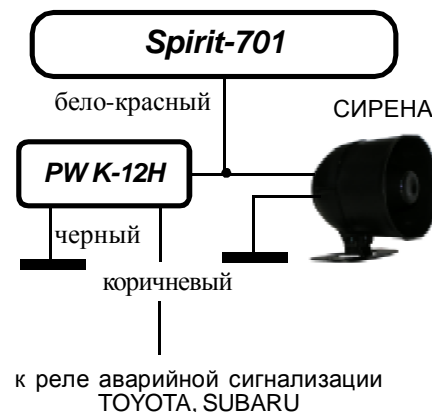 Spirit-701
бело-красный
СИРЕНА
PW K-12H
черный
коричневый
к реле аварийной сигнализации
TOYOTA, SUBARU